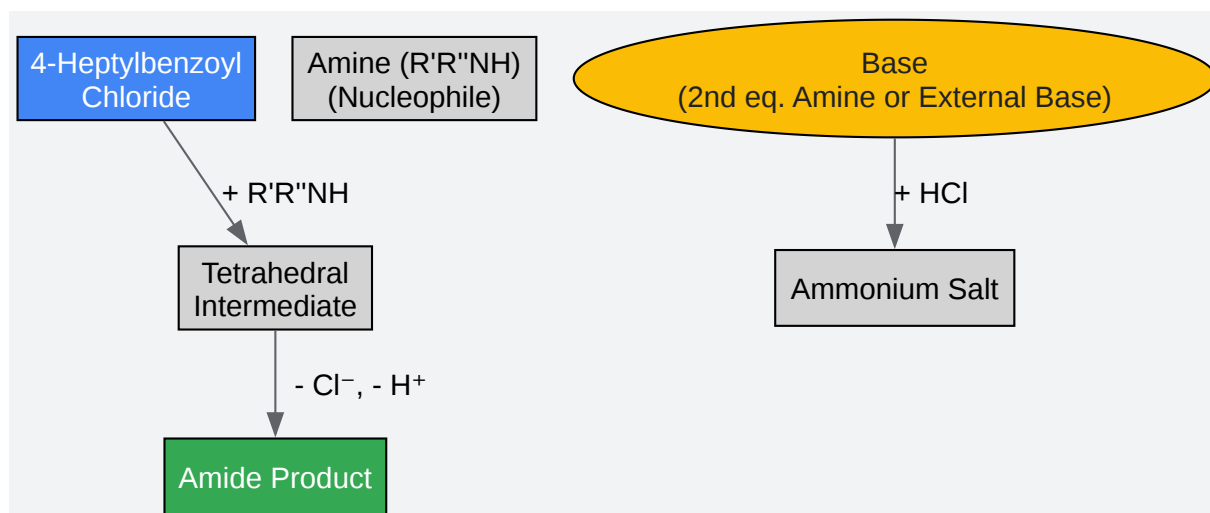 4-Heptylbenzoyl
Chloride
Amine (R'R"NH)
(Nucleophile)
Base
(2nd eq. Amine or External Base)
+ R'R"NH
+ HCl
Tetrahedral
Intermediate
Ammonium Salt
- Cl⁻, - H⁺
Amide Product